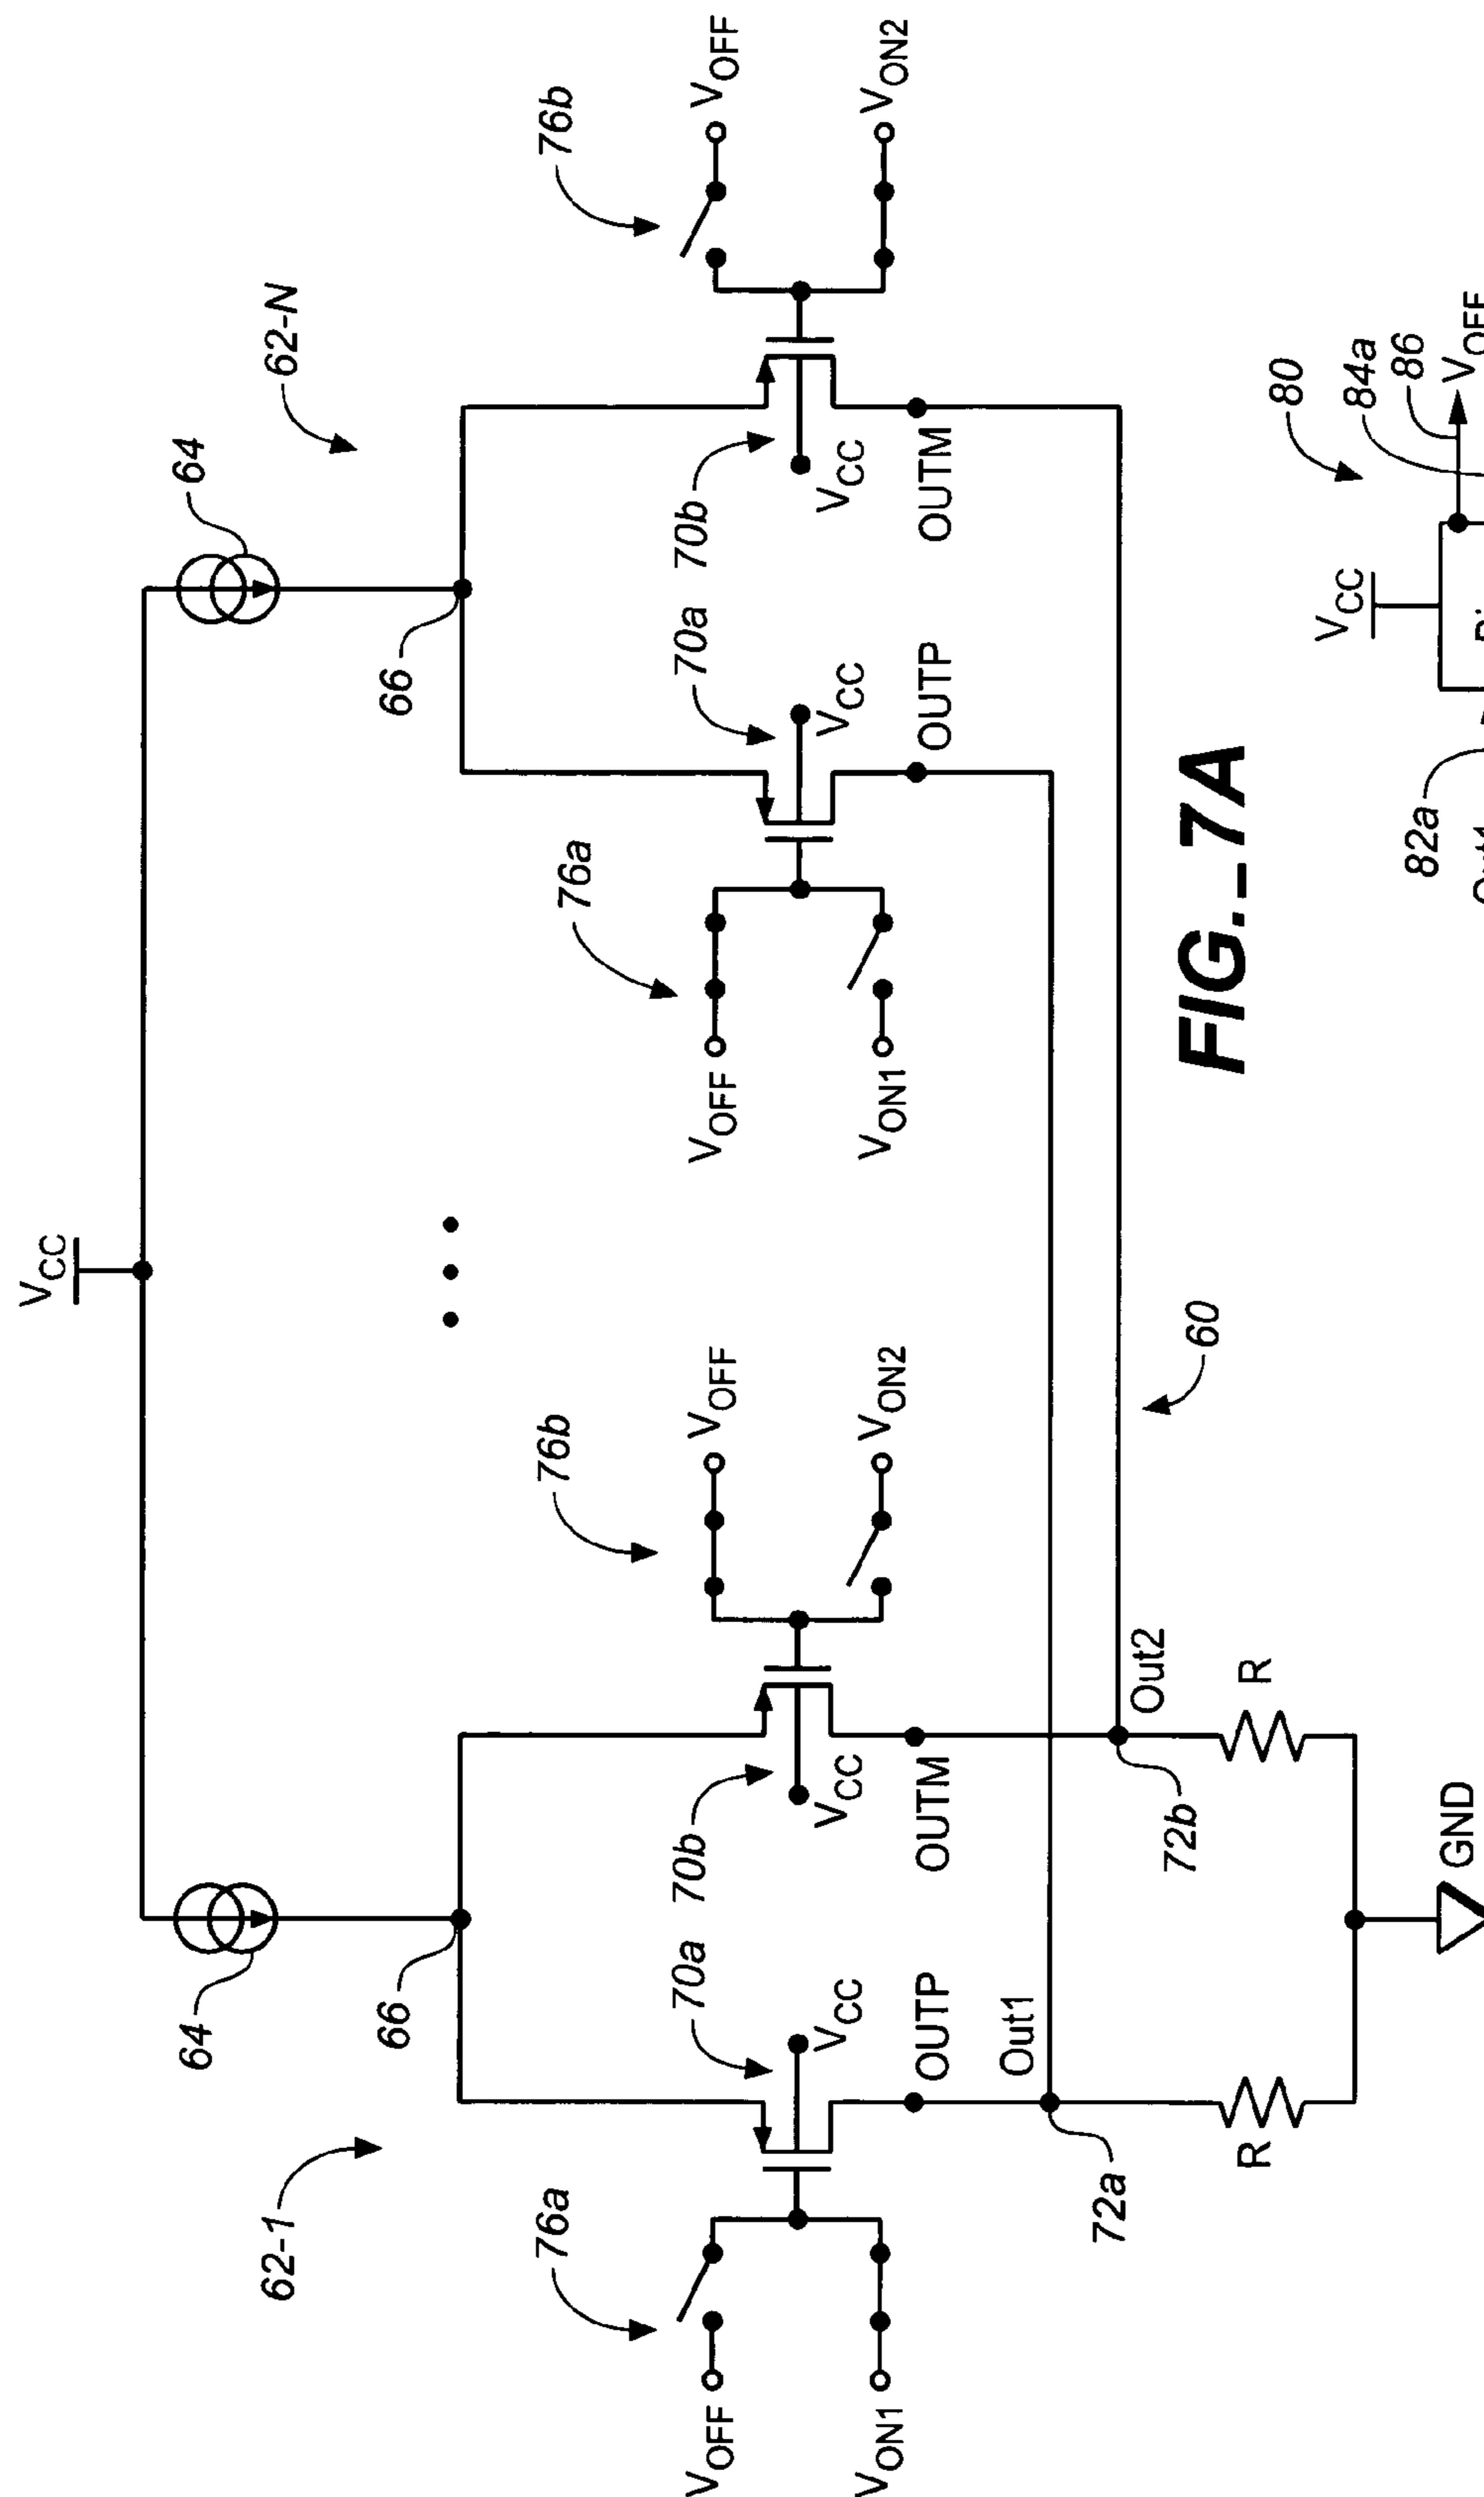 V_CC
64
64
62-1
62-N
66
66
76a
V_OFF
V_ON1
70a
V_CC
OUTP
70b
V_CC
OUTM
76b
V_OFF
V_ON2
76a
V_OFF
V_ON1
70a
V_CC
OUTP
70b
V_CC
OUTM
76b
V_OFF
V_ON2
Out1
72a
Out2
72b
R
R
GND
60
FIG._7A
80
V_CC
84a
86
V_OFF
82a